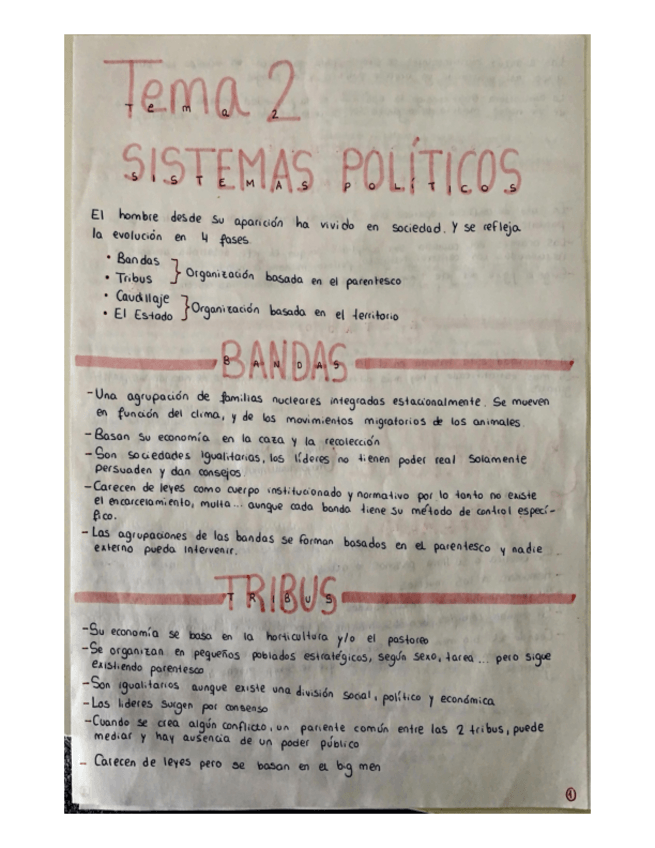 Tema 2
SISTEMAS POLÍTICOS
El hombre desde su aparición ha vivido en sociedad. Y se refleja
la evolución en 4 fases
• Bandas
• Tribus } Organización basada en el parentesco
• Caudillaje
• El Estado } Organización basada en el territorio
BANDAS
- Una agrupación de familias nucleares integradas estacionalmente. Se mueven
en función del clima, y de los movimientos migratorios de los animales.
- Basan su economía en la caza y la recolección
- Son sociedades igualitarias, los líderes no tienen poder real solamente
persuaden y dan consejos.
- Carecen de leyes como cuerpo institucionado y normativo por lo tanto no existe
el encarcelamiento, multa... aunque cada banda tiene su método de control especí-
fico.
- Las agrupaciones de las bandas se forman basados en el parentesco y nadie
externo pueda intervenir.
TRIBUS
- Su economía se basa en la horticultura y/o el pastoreo
- Se organizan en pequeños poblados estratégicos, según sexo, tarea... pero sigue
existiendo parentesco
- Son igualitarios aunque existe una división social, político y económica
- Los lideres surgen por consenso
- Cuando se crea algún conflicto, un pariente común entre las 2 tribus, puede
mediar y hay ausencia de un poder público
- Carecen de leyes pero se basan en el big men
1